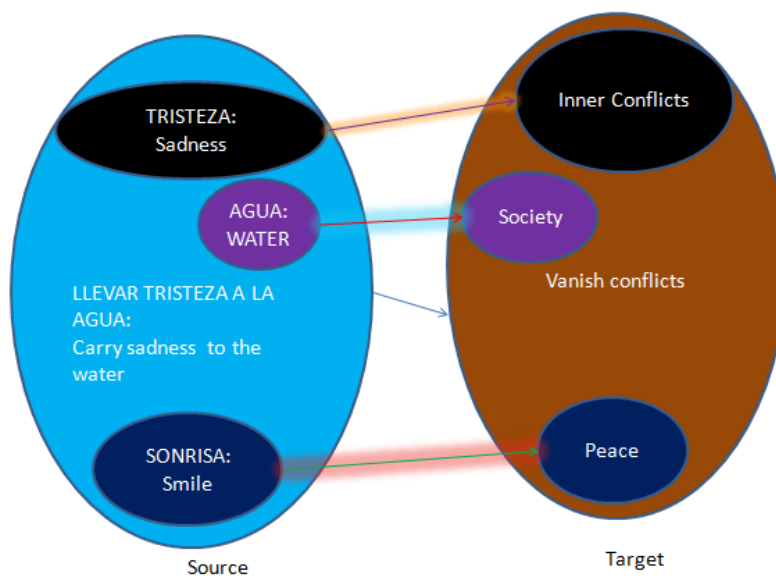 TRISTEZA:
Sadness
Inner Conflicts
AGUA:
WATER
Society
LLEVAR TRISTEZA A LA
AGUA:
Carry sadness to the
water
Vanish conflicts
SONRISA:
Smile
Peace
Source
Target